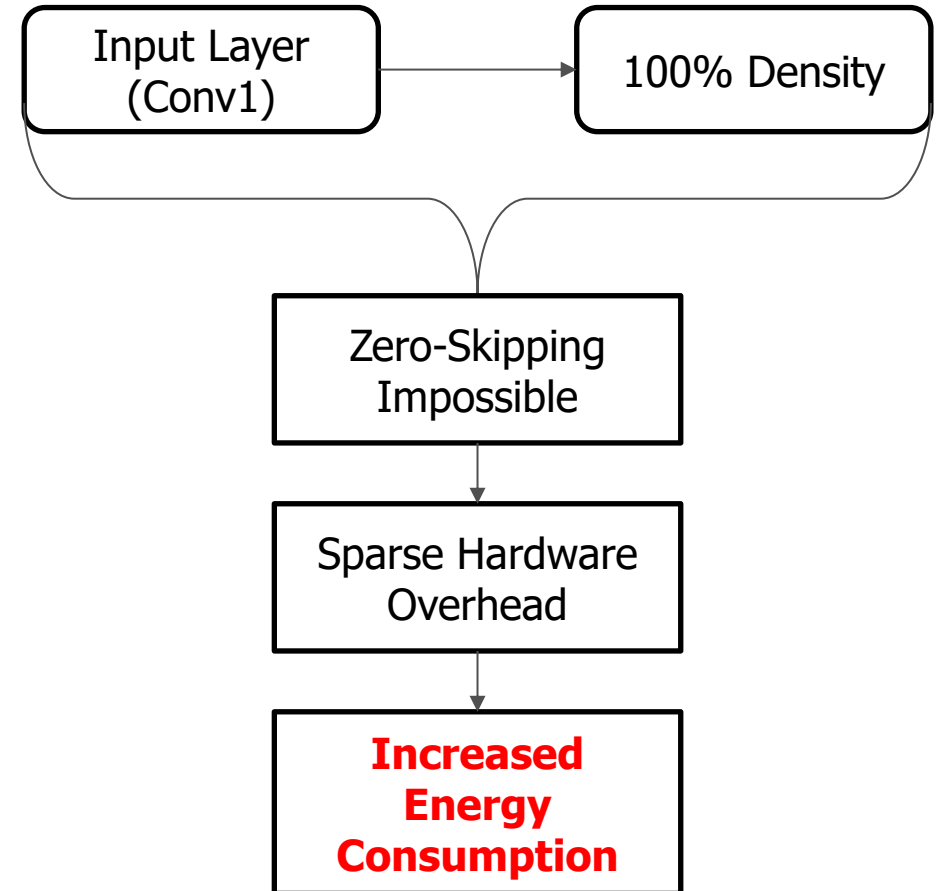 Input Layer
(Conv1)
100% Density
Zero-Skipping
Impossible
Sparse Hardware
Overhead
Increased
Energy
Consumption